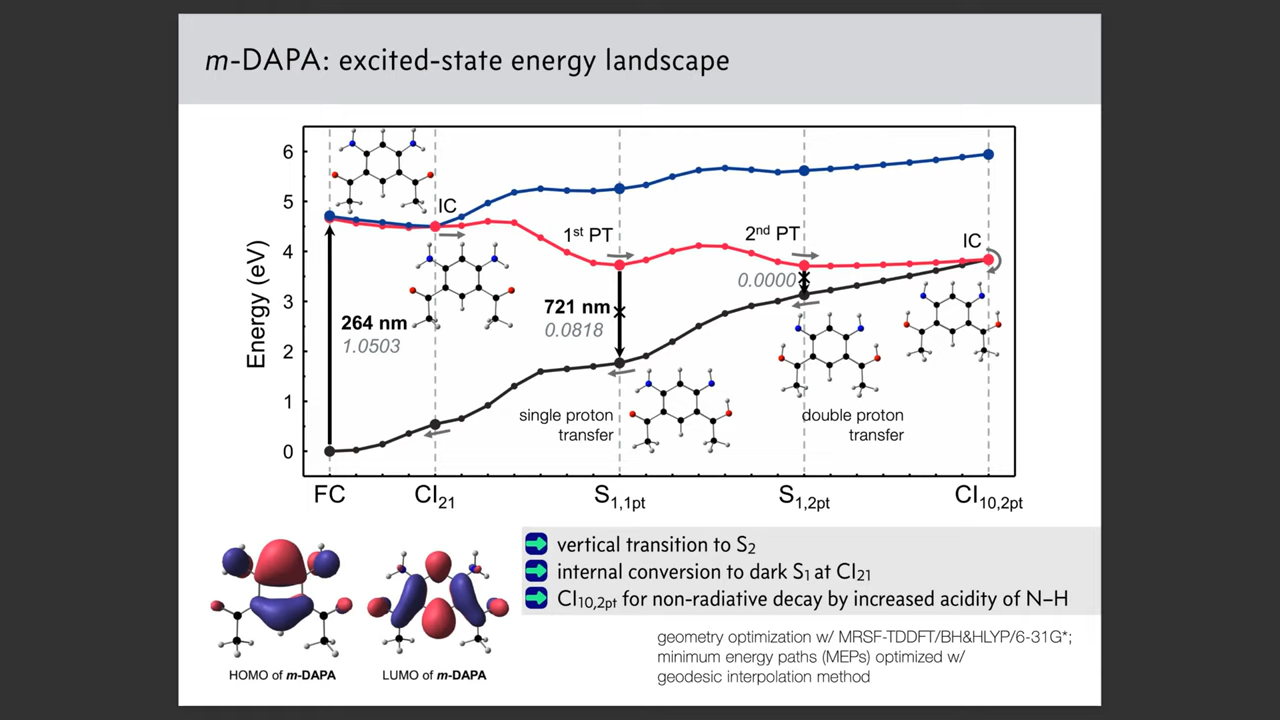 m-DAPA: excited-state energy landscape
Energy (eV)
6
5
4
3
2
1
0
IC
1st PT
2nd PT
IC
0.0000
264 nm
1.0503
721 nm
0.0818
single proton
transfer
double proton
transfer
FC
CI21
S1,1pt
S1,2pt
CI10,2pt
vertical transition to S2
internal conversion to dark S1 at CI21
CI10,2pt for non-radiative decay by increased acidity of N–H
HOMO of m-DAPA
LUMO of m-DAPA
geometry optimization w/ MRSF-TDDFT/BH&HLYP/6-31G*;
minimum energy paths (MEPs) optimized w/
geodesic interpolation method